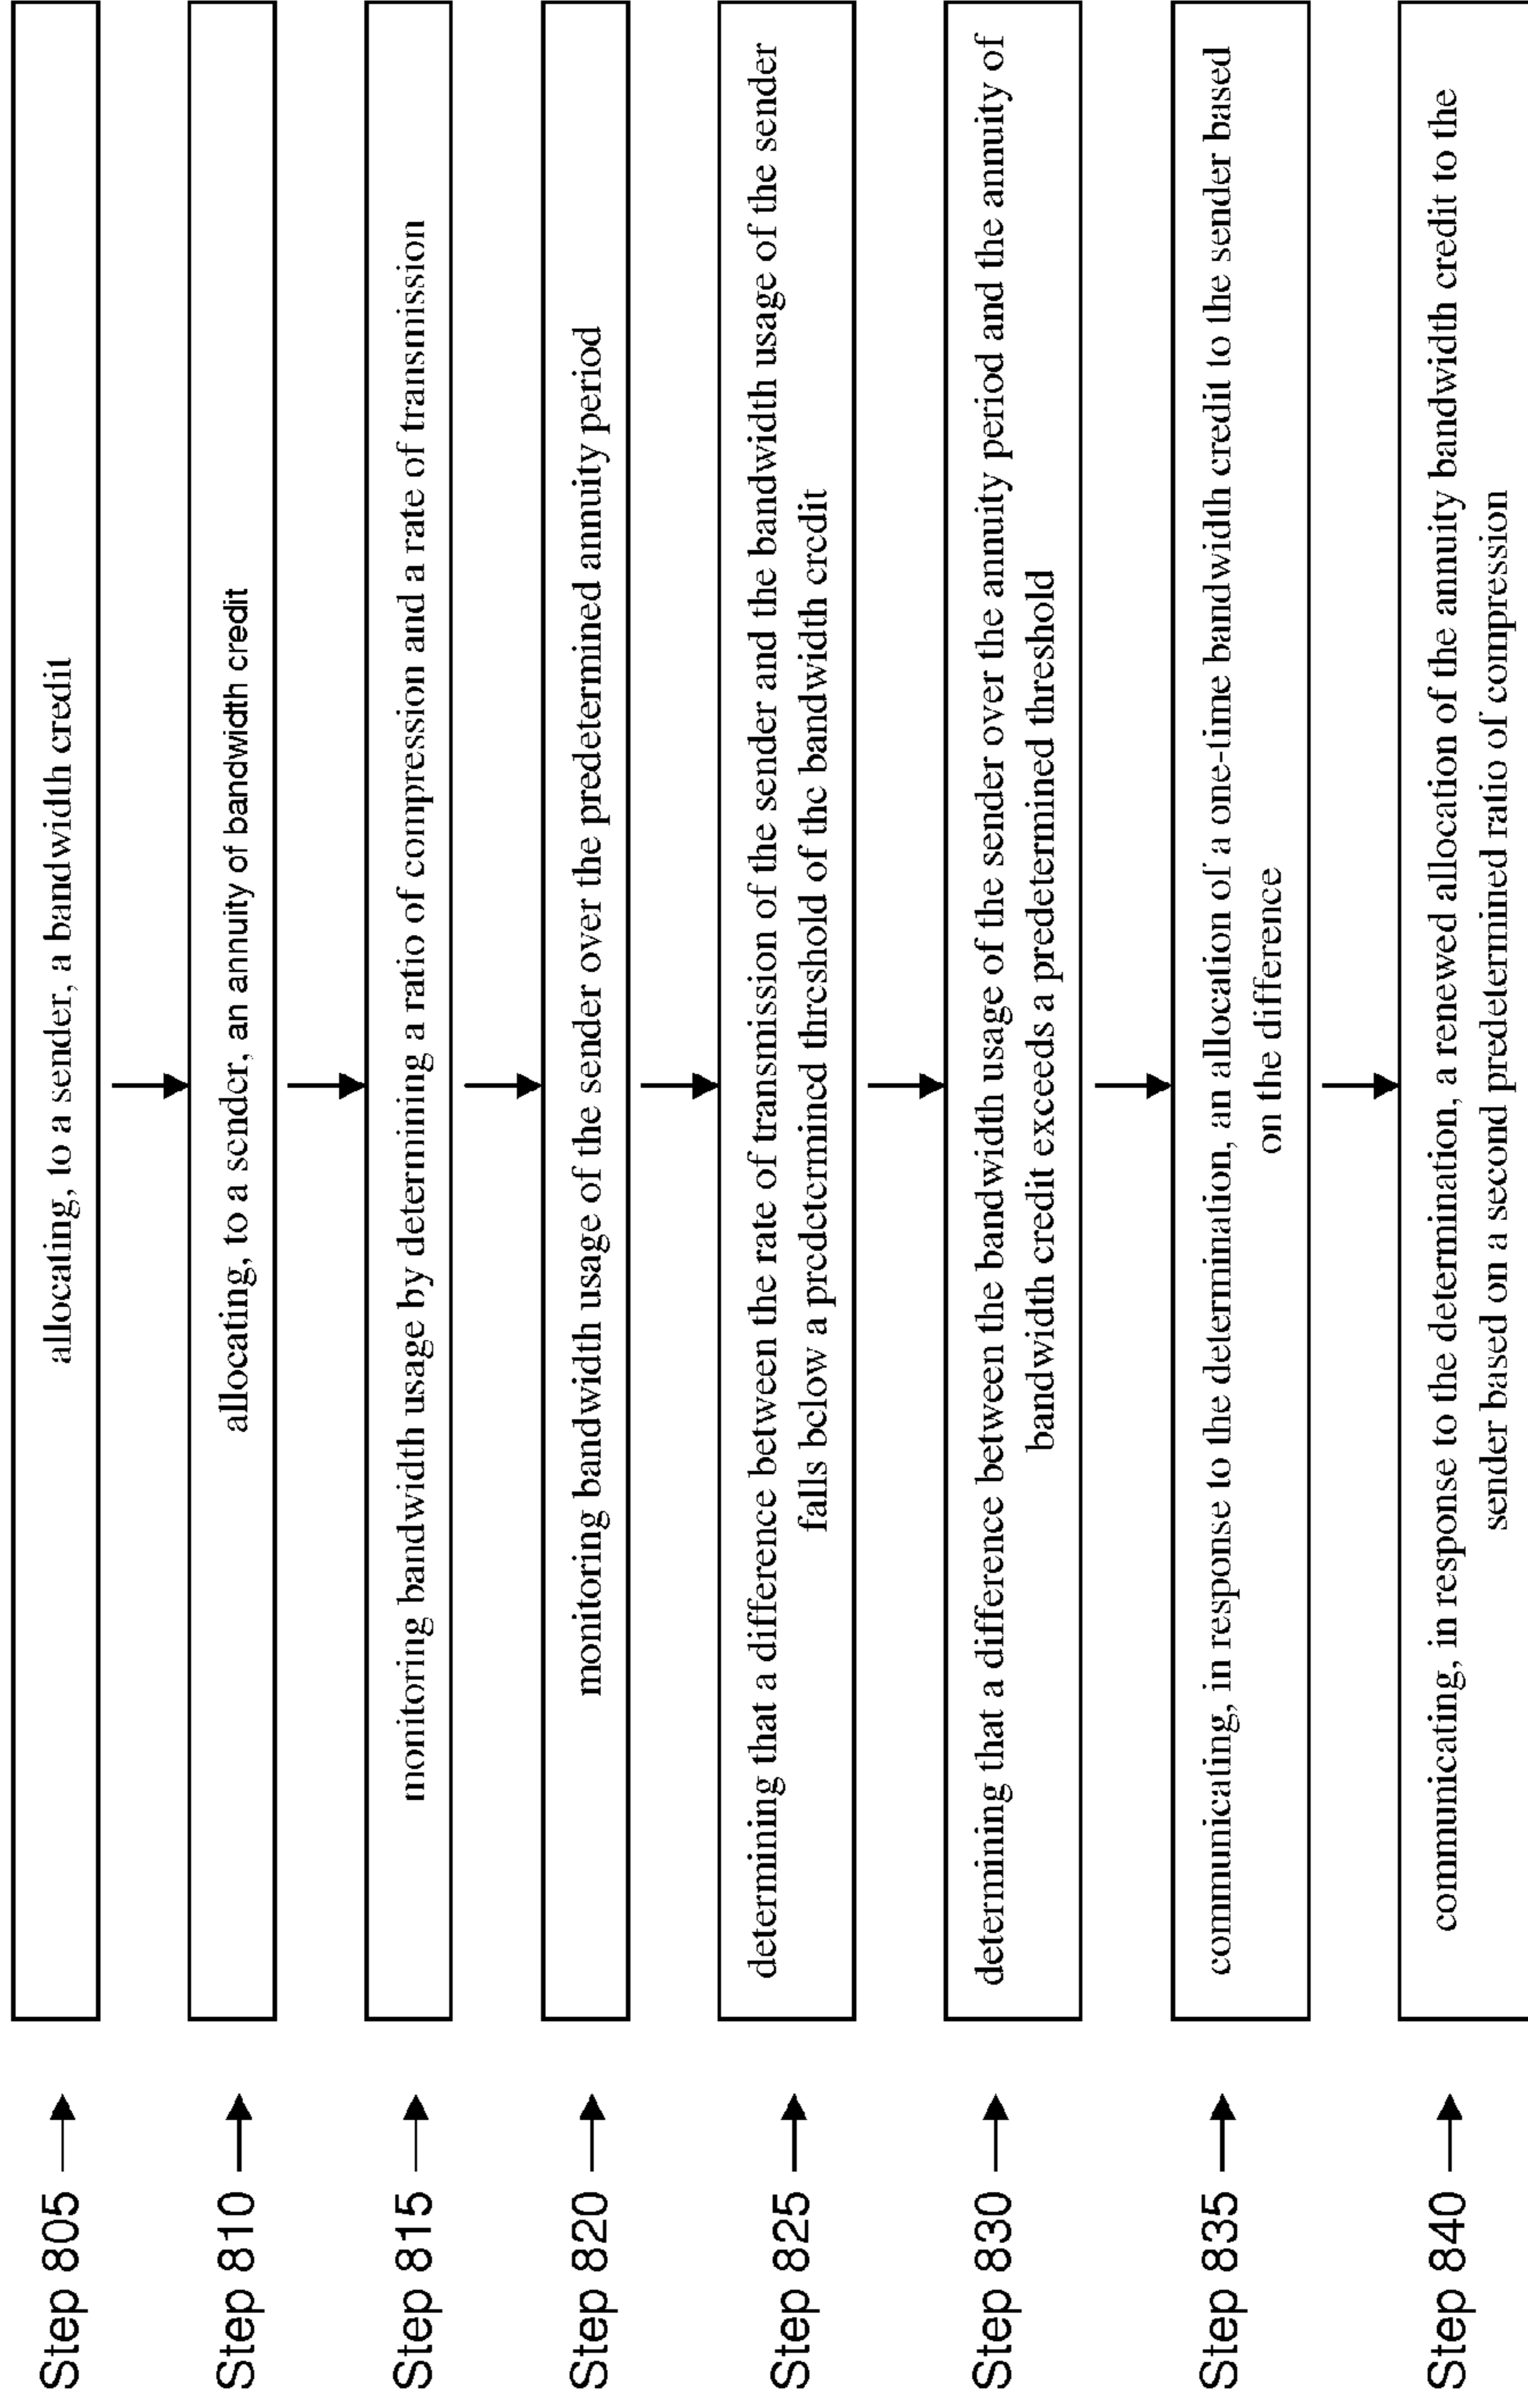 Step 805
allocating, to a sender, a bandwidth credit
Step 810
allocating, to a sender, an annuity of bandwidth credit
Step 815
monitoring bandwidth usage by determining a ratio of compression and a rate of transmission
Step 820
monitoring bandwidth usage of the sender over the predetermined annuity period
Step 825
determining that a difference between the rate of transmission of the sender and the bandwidth usage of the sender
falls below a predetermined threshold of the bandwidth credit
Step 830
determining that a difference between the bandwidth usage of the sender over the annuity period and the annuity of
bandwidth credit exceeds a predetermined threshold
Step 835
communicating, in response to the determination, an allocation of a one-time bandwidth credit to the sender based
on the difference
Step 840
communicating, in response to the determination, a renewed allocation of the annuity bandwidth credit to the
sender based on a second predetermined ratio of compression